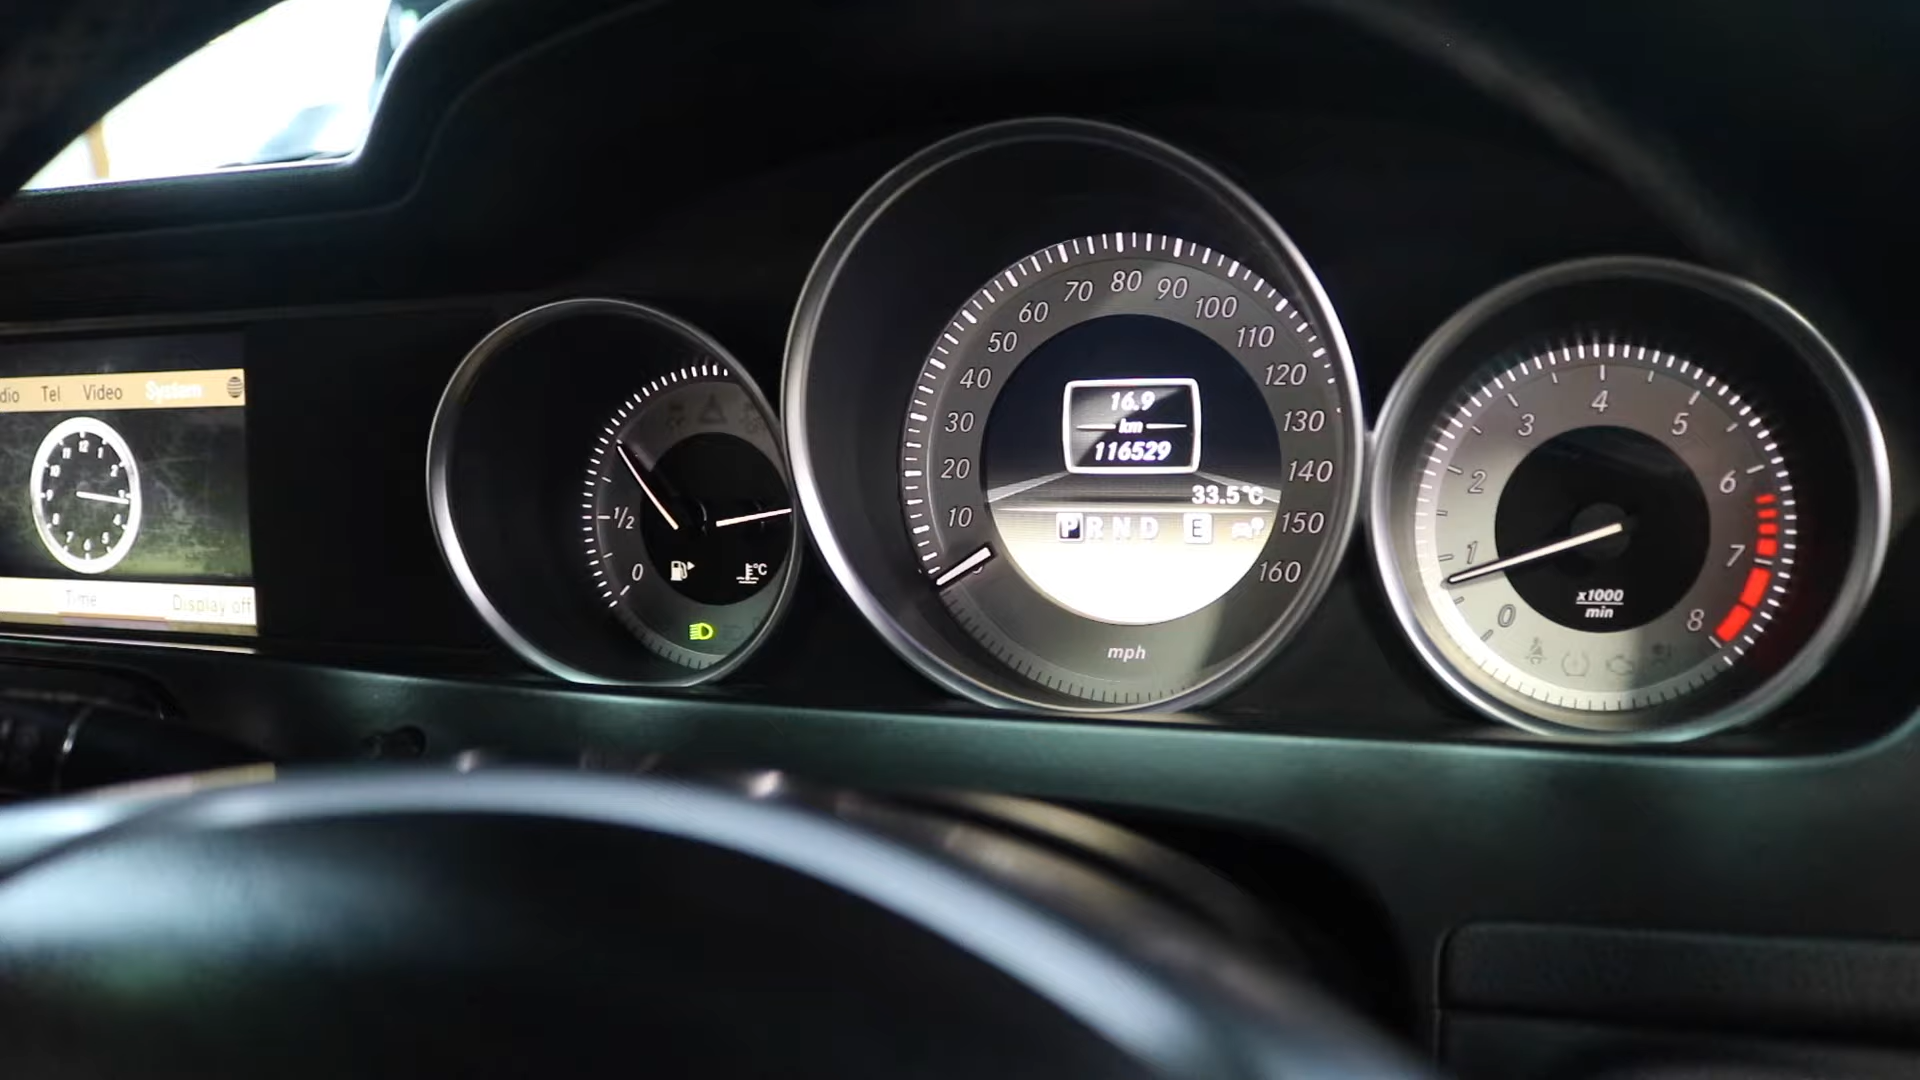 Tel Video System
Time Display off
1/2
0
°C
10 20 30 40 50 60 70 80 90 100 110 120 130 140 150 160
16.9
km
116529
33.5°C
P R N D E
mph
0 1 2 3 4 5 6 7 8
x1000
min